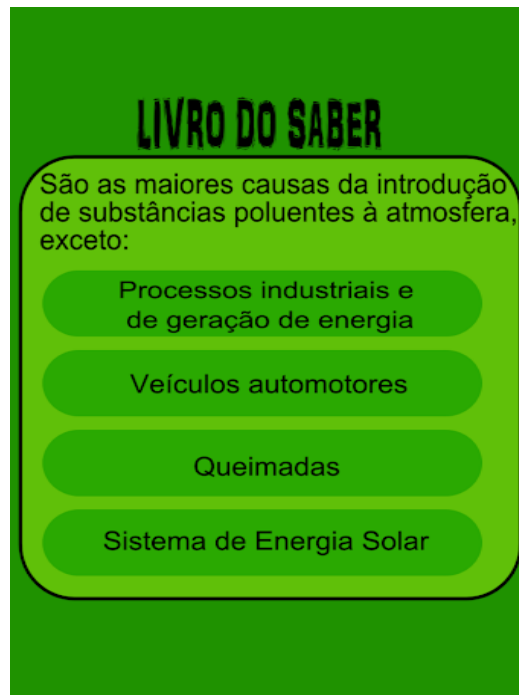 LIVRO DO SABER
São as maiores causas da introdução
de substâncias poluentes à atmosfera,
exceto:
Processos industriais e
de geração de energia
Veículos automotores
Queimadas
Sistema de Energia Solar